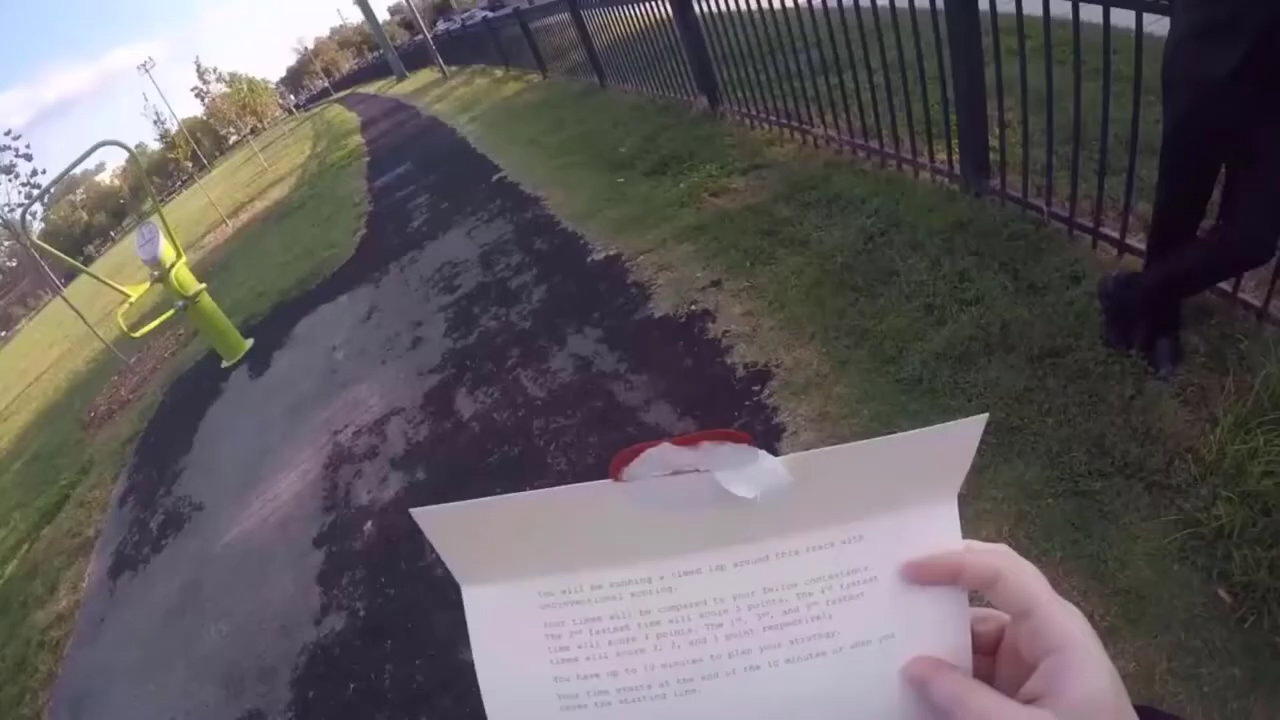 You will be running a timed lap around this track with
unconventional scoring.
Your times will be compared to your fellow contestants.
The 2nd fastest time will score 5 points. The 4th fastest
time will score 4 points. The 1st, 3rd, and 5th fastest
times will score 3, 2, and 1 point respectively
You have up to 10 minutes to plan your strategy.
Your time starts at the end of the 10 minutes or when you
cross the starting line.